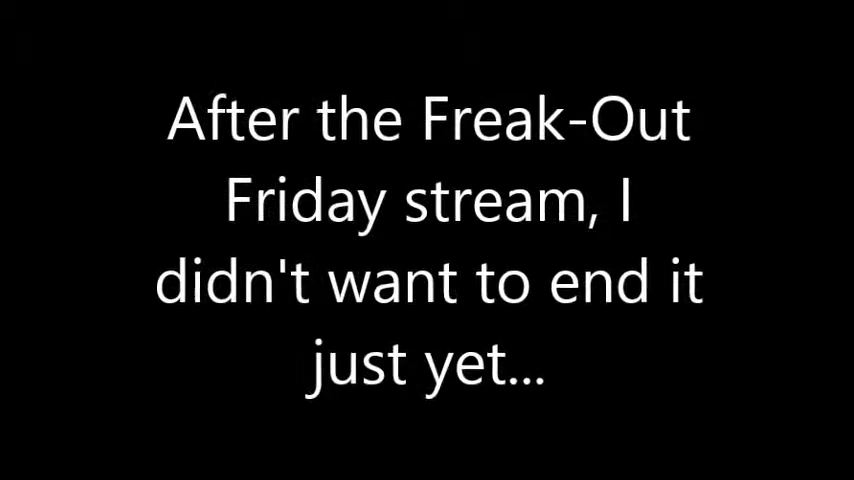 After the Freak-Out
Friday stream, I
didn't want to end it
just yet...